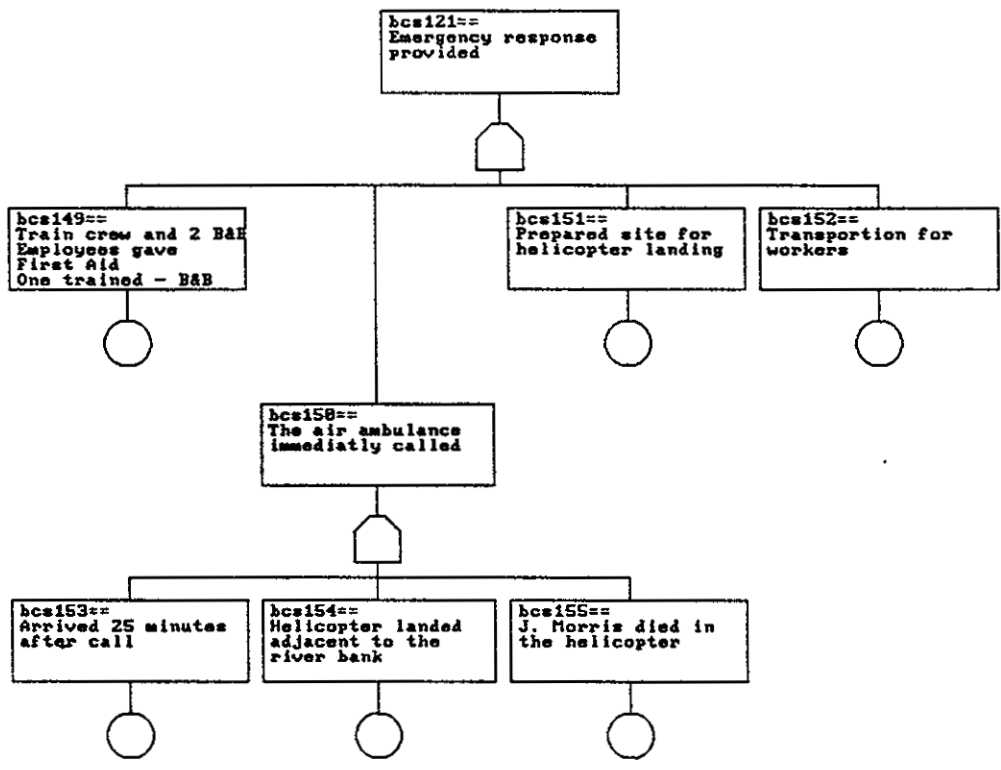 bcs121==
Emergency response
provided
bcs149==
Train crew and 2 B&B
Employees gave
First Aid
One trained - B&B
bcs151==
Prepared site for
helicopter landing
bcs152==
Transportion for
workers
bcs150==
The air ambulance
immediatly called
bcs153==
Arrived 25 minutes
after call
bcs154==
Helicopter landed
adjacent to the
river bank
bcs155==
J. Morris died in
the helicopter